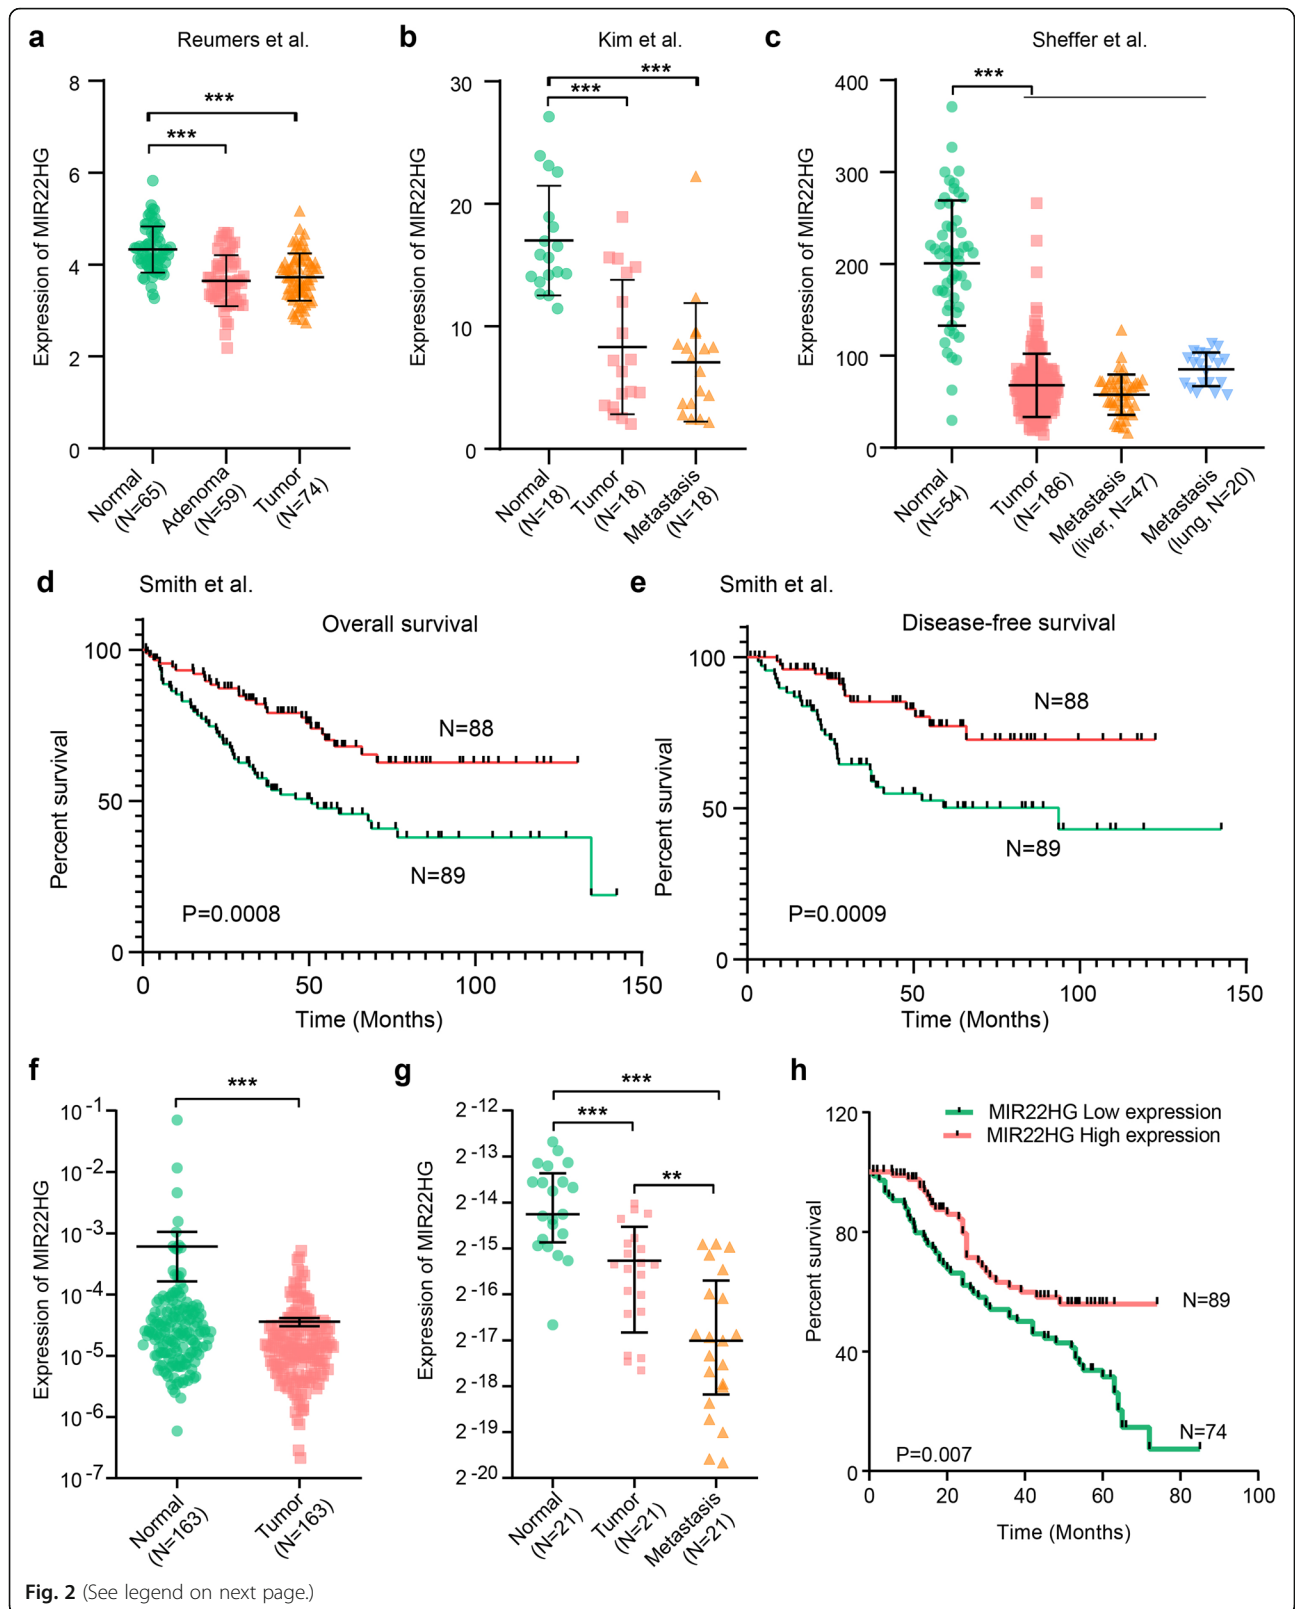 a Reumers et al.
Expression of MIR22HG
8
6
4
2
0
***
***
Normal
(N=65)
Adenoma
(N=59)
Tumor
(N=74)
b Kim et al.
Expression of MIR22HG
30
20
10
0
***
***
Normal
(N=18)
Tumor
(N=18)
Metastasis
(N=18)
c Sheffer et al.
Expression of MIR22HG
400
300
200
100
0
***
Normal
(N=54)
Tumor
(N=186)
Metastasis
(liver, N=47)
Metastasis
(lung, N=20)
d Smith et al.
Overall survival
Percent survival
100
50
0
N=88
N=89
P=0.0008
0 50 100 150
Time (Months)
e Smith et al.
Disease-free survival
Percent survival
100
50
0
N=88
N=89
P=0.0009
0 50 100 150
Time (Months)
f
Expression of MIR22HG
10-1
10-2
10-3
10-4
10-5
10-6
10-7
***
Normal
(N=163)
Tumor
(N=163)
g
Expression of MIR22HG
2-12
2-13
2-14
2-15
2-16
2-17
2-18
2-19
2-20
***
***
**
Normal
(N=21)
Tumor
(N=21)
Metastasis
(N=21)
h
Percent survival
120
80
40
0
MIR22HG Low expression
MIR22HG High expression
N=89
N=74
P=0.007
0 20 40 60 80 100
Time (Months)
Fig. 2 (See legend on next page.)